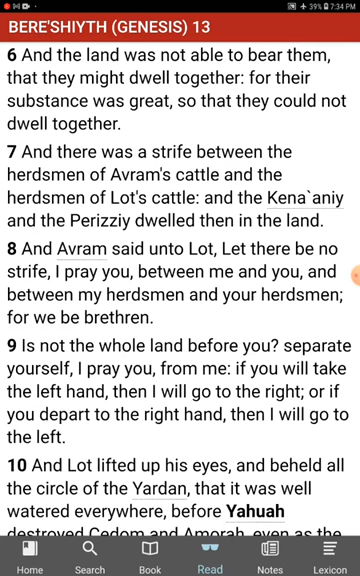 39% 7:34 PM
BERE'SHIYTH (GENESIS) 13
6 And the land was not able to bear them,
that they might dwell together: for their
substance was great, so that they could not
dwell together.
7 And there was a strife between the
herdsmen of Avram's cattle and the
herdsmen of Lot's cattle: and the Kena`aniy
and the Perizziy dwelled then in the land.
8 And Avram said unto Lot, Let there be no
strife, I pray you, between me and you, and
between my herdsmen and your herdsmen;
for we be brethren.
9 Is not the whole land before you? separate
yourself, I pray you, from me: if you will take
the left hand, then I will go to the right; or if
you depart to the right hand, then I will go to
the left.
10 And Lot lifted up his eyes, and beheld all
the circle of the Yardan, that it was well
watered everywhere, before Yahuah
destroyed Cedom and Amorah, even as the
Home Search Book Read Notes Lexicon